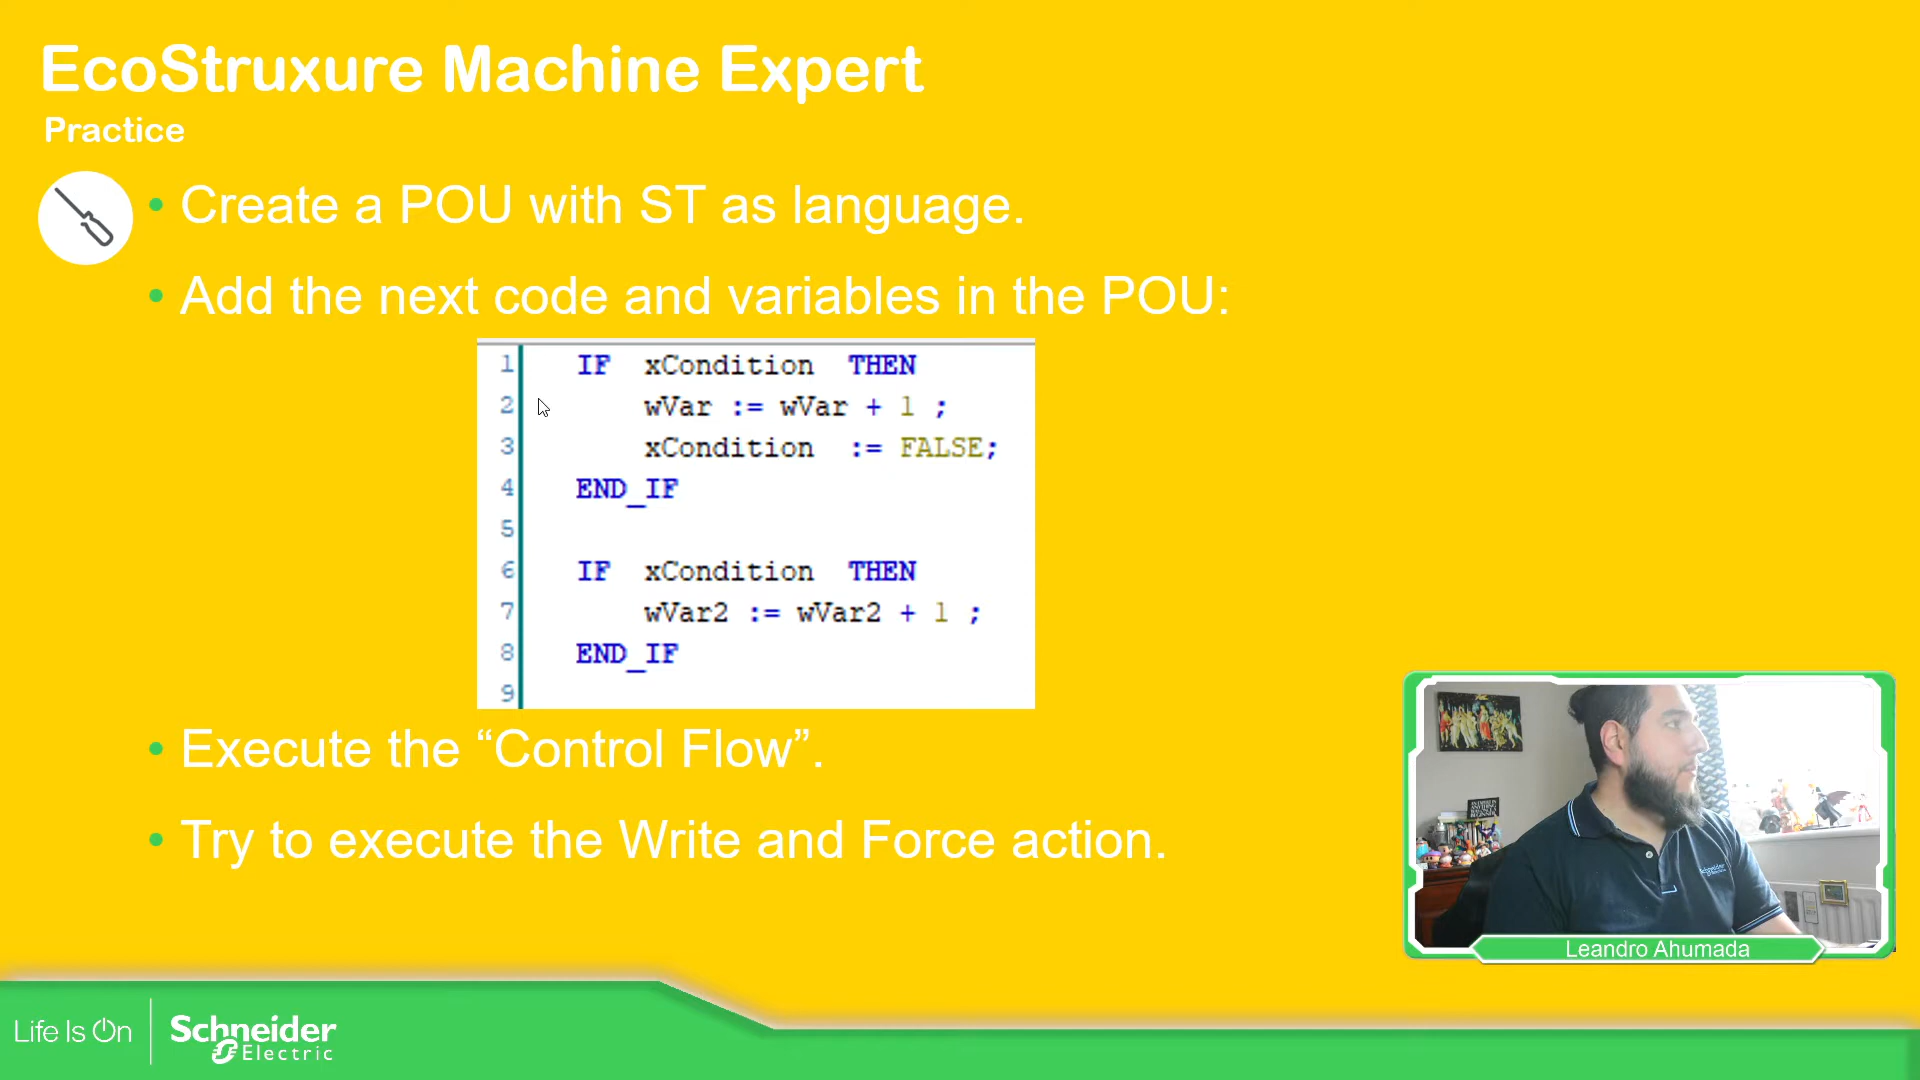 EcoStruxure Machine Expert
Practice
• Create a POU with ST as language.
• Add the next code and variables in the POU:
1 IF xCondition THEN
2 wVar := wVar + 1 ;
3 xCondition := FALSE;
4 END_IF
5
6 IF xCondition THEN
7 wVar2 := wVar2 + 1 ;
8 END_IF
9
• Execute the “Control Flow”.
• Try to execute the Write and Force action.
Schneider
Leandro Ahumada
Life Is On
Schneider
Electric